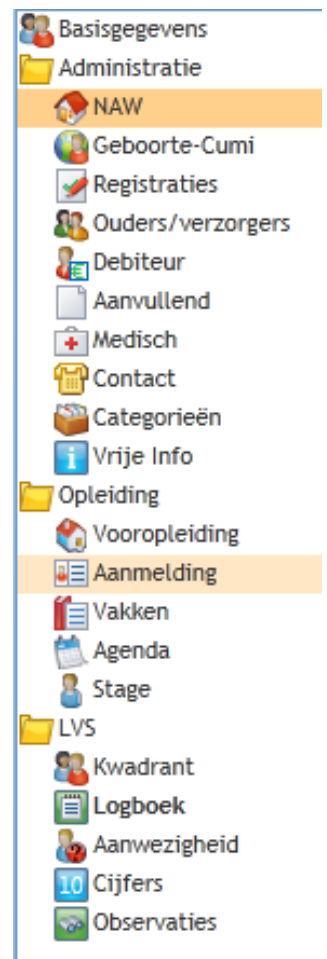 Basisgegevens
Administratie
NAW
Geboorte-Cumi
Registraties
Ouders/verzorgers
Debiteur
Aanvullend
Medisch
Contact
Categorieën
Vrije Info
Opleiding
Vooropleiding
Aanmelding
Vakken
Agenda
Stage
LVS
Kwadrant
Logboek
Aanwezigheid
10 Cijfers
Observaties